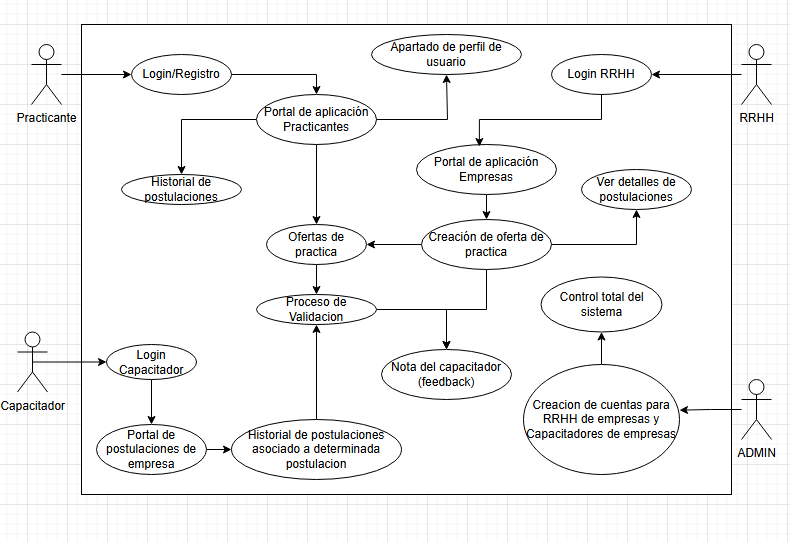 Apartado de perfil de
usuario
Login/Registro
Login RRHH
Practicante
RRHH
Portal de aplicación
Practicantes
Portal de aplicación
Empresas
Historial de
postulaciones
Ver detalles de
postulaciones
Ofertas de
practica
Creación de oferta de
practica
Proceso de
Validacion
Control total del
sistema
Login
Capacitador
Nota del capacitador
(feedback)
Capacitador
Creacion de cuentas para
RRHH de empresas y
Capacitadores de empresas
Portal de
postulaciones de
empresa
Historial de postulaciones
asociado a determinada
postulacion
ADMIN